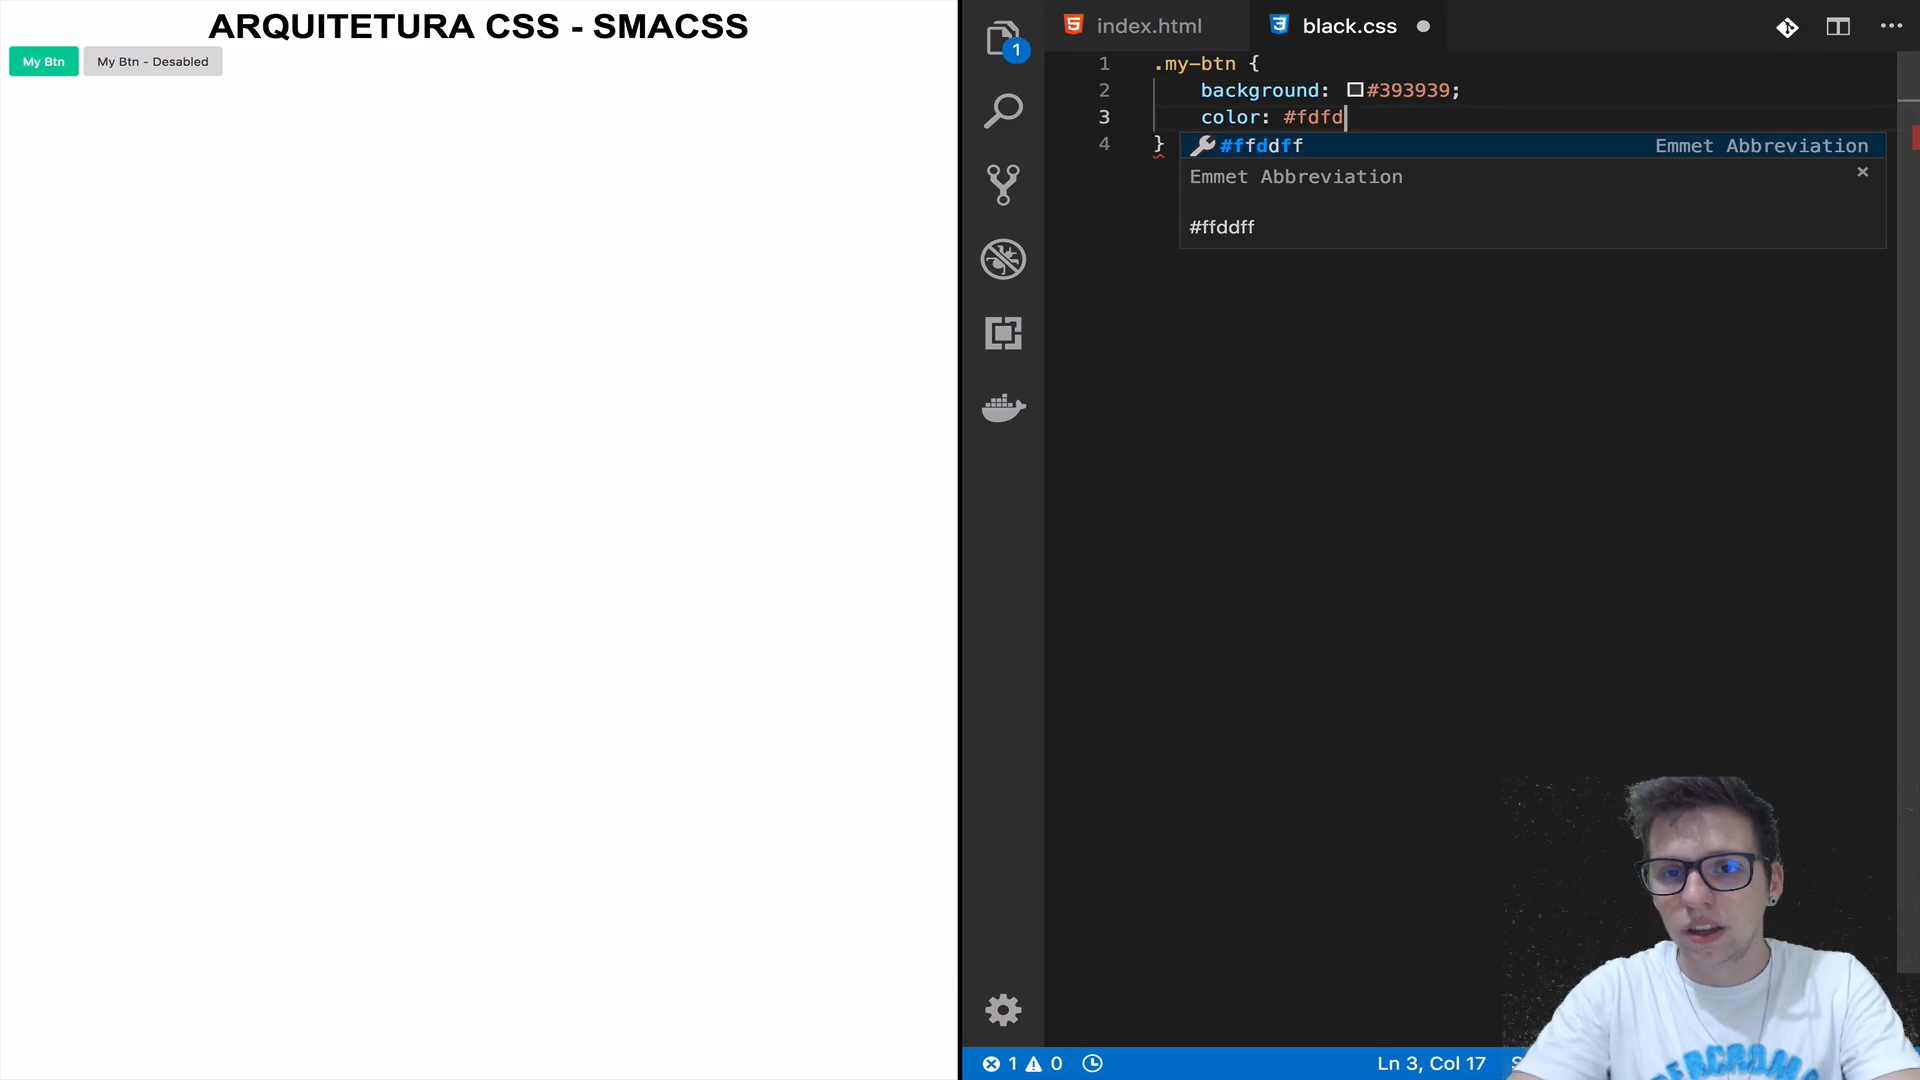 ARQUITETURA CSS - SMACSS
My Btn
My Btn - Desabled
1
index.html
black.css
1 .my-btn {
2 background: #393939;
3 color: #fdfd
4 }
#ffddff Emmet Abbreviation
Emmet Abbreviation
#ffddff
1 0 Ln 3, Col 17